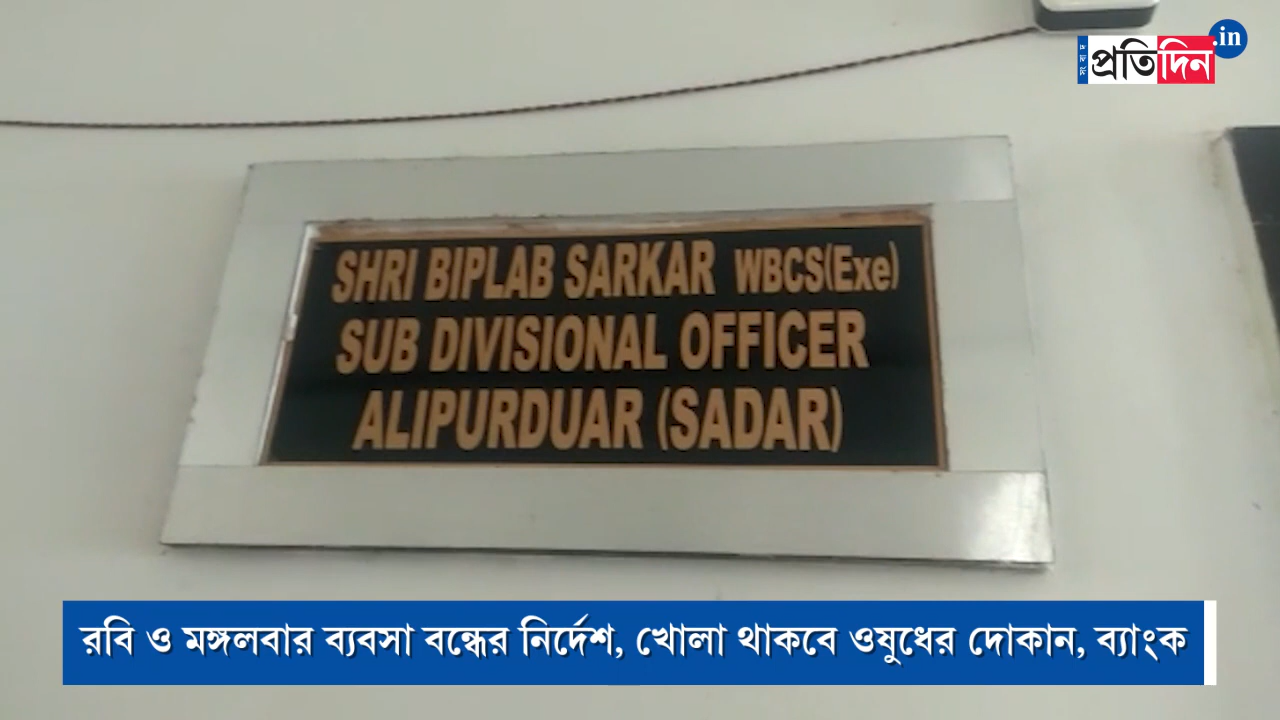 সংবাদ প্রতিদিন.in
SHRI BIPLAB SARKAR WBCS(Exe)
SUB DIVISIONAL OFFICER
ALIPURDUAR (SADAR)
রবি ও মঙ্গলবার ব্যবসা বন্ধের নির্দেশ, খোলা থাকবে ওষুধের দোকান, ব্যাংক